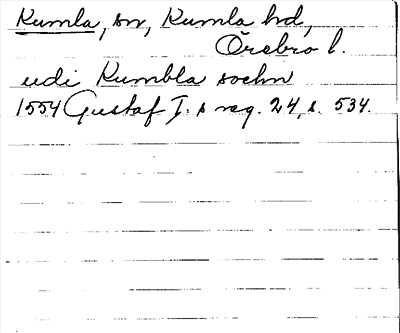 Kumla, sn, Kumla hd,
Örebro l.
udi Kumbla sochn
1554 Gustaf I. s reg. 24, s. 534.